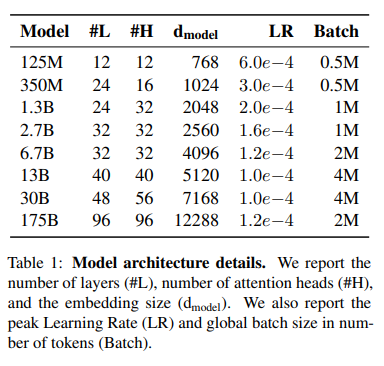 Model #L #H d_model LR Batch
125M 12 12 768 6.0e−4 0.5M
350M 24 16 1024 3.0e−4 0.5M
1.3B 24 32 2048 2.0e−4 1M
2.7B 32 32 2560 1.6e−4 1M
6.7B 32 32 4096 1.2e−4 2M
13B 40 40 5120 1.0e−4 4M
30B 48 56 7168 1.0e−4 4M
175B 96 96 12288 1.2e−4 2M
Table 1: Model architecture details. We report the
number of layers (#L), number of attention heads (#H),
and the embedding size (d_model). We also report the
peak Learning Rate (LR) and global batch size in num-
ber of tokens (Batch).